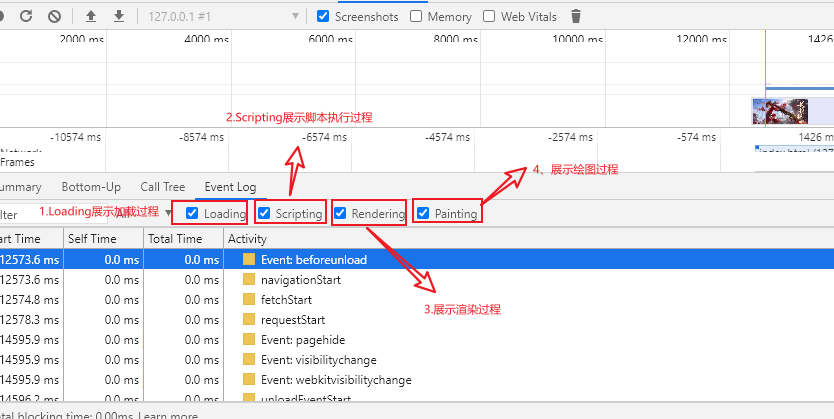 127.0.0.1 #1 Screenshots Memory Web Vitals
2000 ms 4000 ms 6000 ms 8000 ms 10000 ms 12000 ms 1426
2.Scripting展示脚本执行过程
-10574 ms -8574 ms -6574 ms -4574 ms -2574 ms -574 ms 1426 m
Network index.html (127
Frames
4、展示绘图过程
ummary Bottom-Up Call Tree Event Log
lter All 1.Loading展示加载过程 Loading Scripting Rendering Painting
art Time Self Time Total Time Activity
12573.6 ms 0.0 ms 0.0 ms Event: beforeunload
12573.6 ms 0.0 ms 0.0 ms navigationStart
12574.8 ms 0.0 ms 0.0 ms fetchStart
3.展示渲染过程
12578.3 ms 0.0 ms 0.0 ms requestStart
14595.9 ms 0.0 ms 0.0 ms Event: pagehide
14595.9 ms 0.0 ms 0.0 ms Event: visibilitychange
14595.9 ms 0.0 ms 0.0 ms Event: webkitvisibilitychange
14596.2 ms 0.0 ms 0.0 ms unloadEventStart
tal blocking time: 0.00ms Learn more